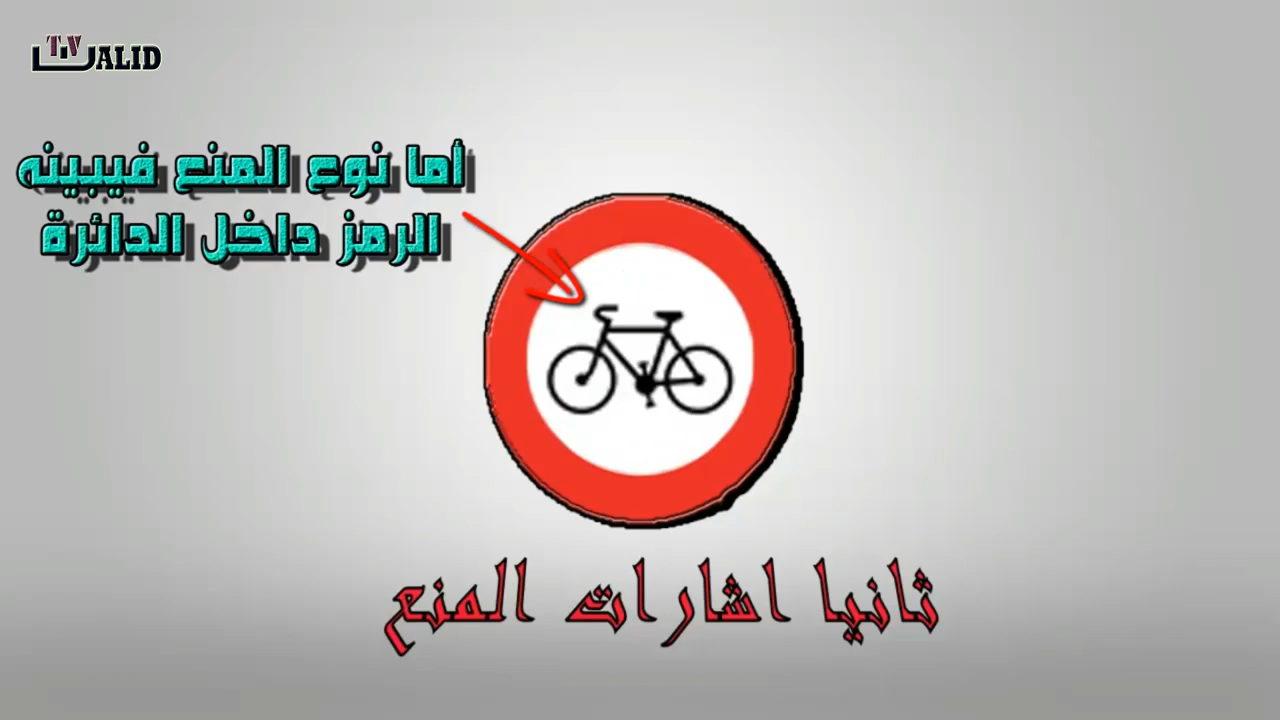 WALID TV
أما نوع المنع فيبينه
الرمز داخل الدائرة
ثانيا اشارات المنع